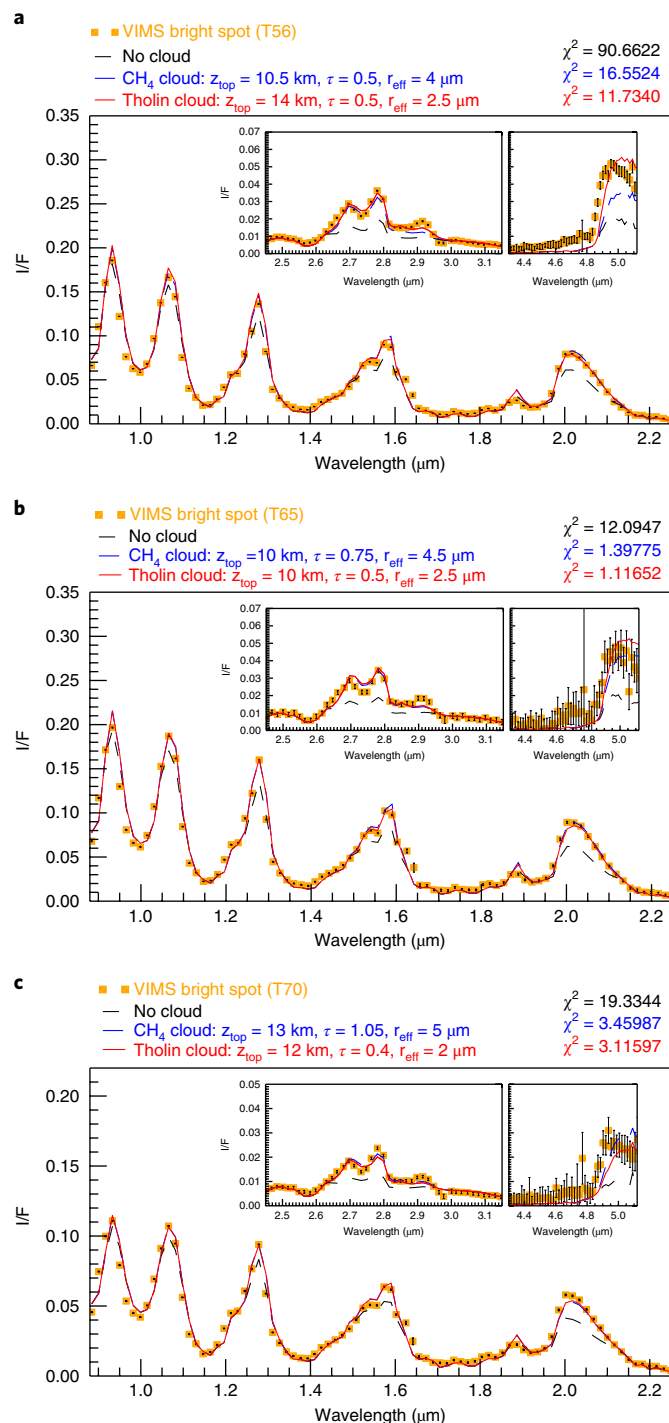 a
VIMS bright spot (T56)
No cloud χ² = 90.6622
CH₄ cloud: z_top = 10.5 km, τ = 0.5, r_eff = 4 μm χ² = 16.5524
Tholin cloud: z_top = 14 km, τ = 0.5, r_eff = 2.5 μm χ² = 11.7340
0.35
0.30
0.25
0.20
0.15
0.10
0.05
0.00
I/F
0.07
0.06
0.05
0.04
0.03
0.02
0.01
0.00
I/F
2.5 2.6 2.7 2.8 2.9 3.0 3.1
Wavelength (μm)
4.4 4.6 4.8 5.0
Wavelength (μm)
1.0 1.2 1.4 1.6 1.8 2.0 2.2
Wavelength (μm)
b
VIMS bright spot (T65)
No cloud χ² = 12.0947
CH₄ cloud: z_top =10 km, τ = 0.75, r_eff = 4.5 μm χ² = 1.39775
Tholin cloud: z_top = 10 km, τ = 0.5, r_eff = 2.5 μm χ² = 1.11652
0.35
0.30
0.25
0.20
0.15
0.10
0.05
0.00
I/F
0.07
0.06
0.05
0.04
0.03
0.02
0.01
0.00
I/F
2.5 2.6 2.7 2.8 2.9 3.0 3.1
Wavelength (μm)
4.4 4.6 4.8 5.0
Wavelength (μm)
1.0 1.2 1.4 1.6 1.8 2.0 2.2
Wavelength (μm)
c
VIMS bright spot (T70)
No cloud χ² = 19.3344
CH₄ cloud: z_top = 13 km, τ = 1.05, r_eff = 5 μm χ² = 3.45987
Tholin cloud: z_top = 12 km, τ = 0.4, r_eff = 2 μm χ² = 3.11597
0.20
0.15
0.10
0.05
0.00
I/F
0.05
0.04
0.03
0.02
0.01
0.00
I/F
2.5 2.6 2.7 2.8 2.9 3.0 3.1
Wavelength (μm)
4.4 4.6 4.8 5.0
Wavelength (μm)
1.0 1.2 1.4 1.6 1.8 2.0 2.2
Wavelength (μm)